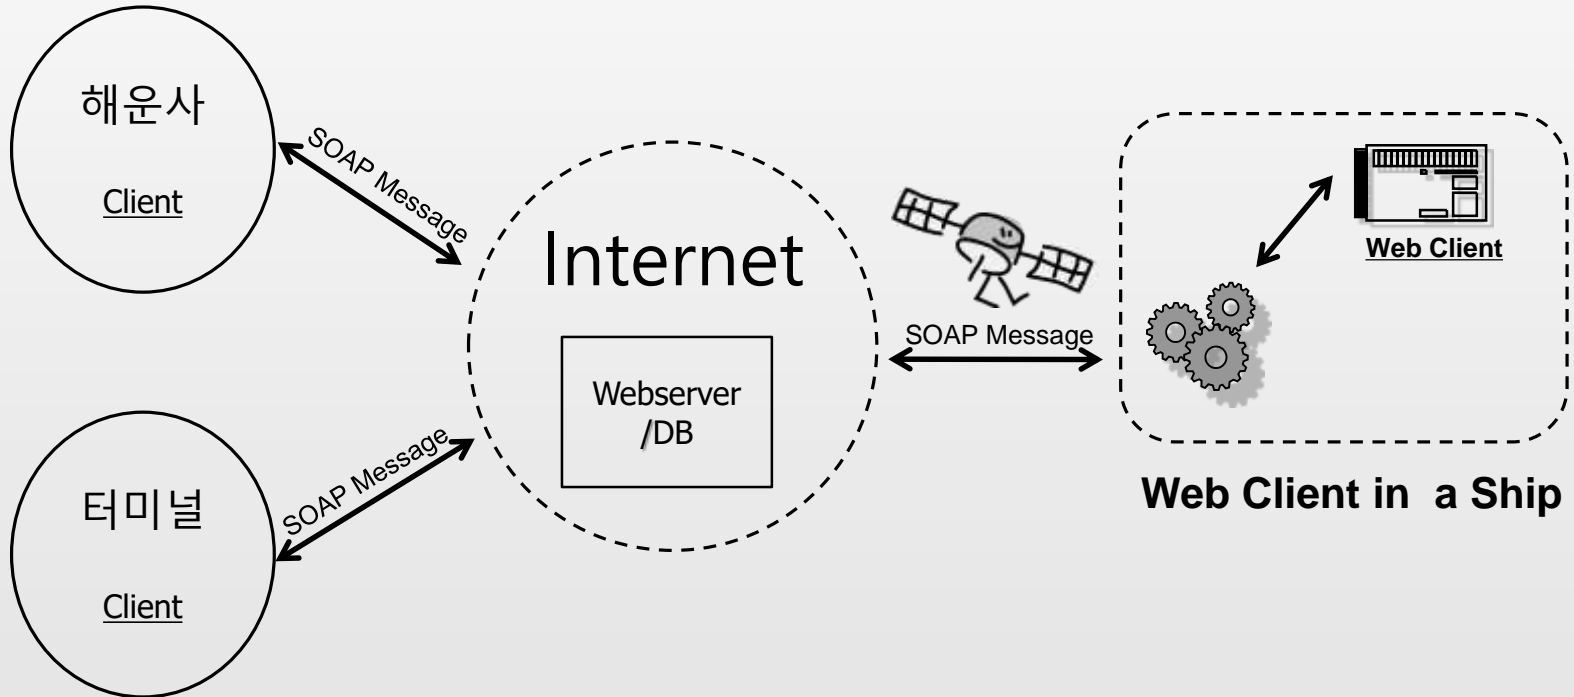 해운사
Client
SOAP Message
Internet
Webserver
/DB
SOAP Message
Web Client
Web Client in  a Ship
터미널
Client
SOAP Message